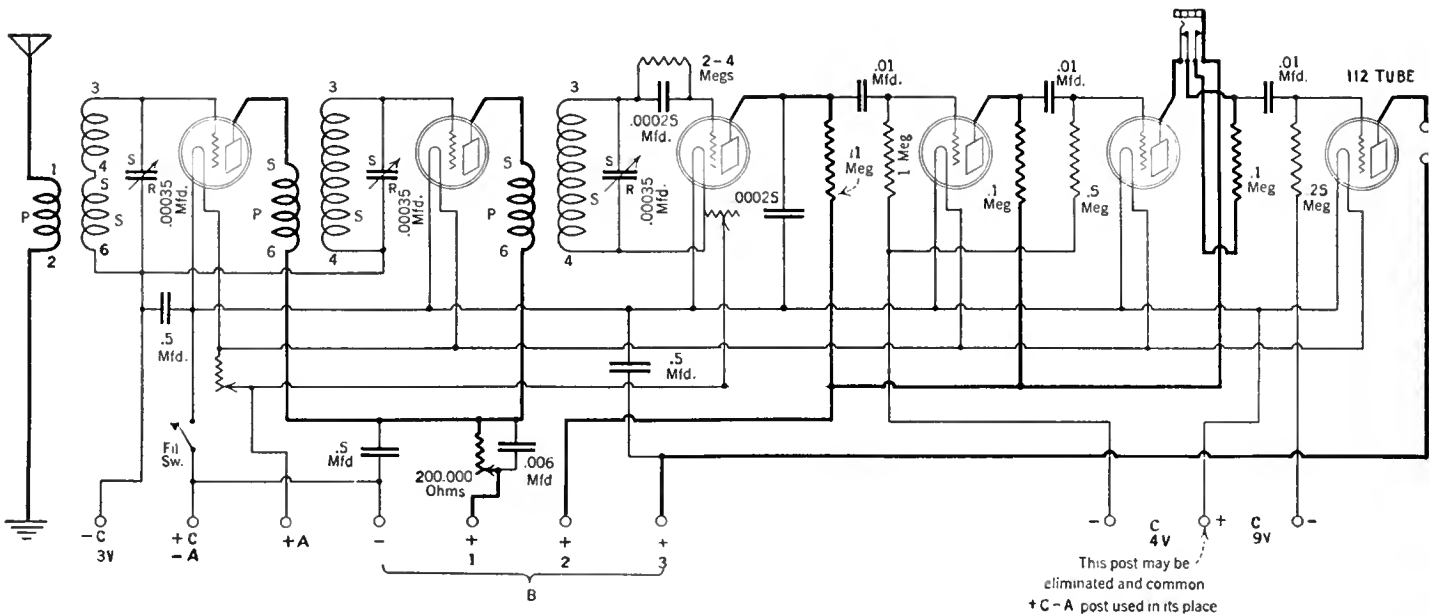 2-4
Megs
.01
Mfd.
.01
Mfd.
.01
Mfd.
112 TUBE
3
3
3
.00025
Mfd.
1
4
S
S
S
R
.00035
Mfd.
S
P
6
S
S
R
.00035
Mfd.
4
S
P
6
S
S
R
.00035
Mfd.
4
.00025
.1
Meg
1 Meg
.1
Meg
.5
Meg
.1
Meg
.25
Meg
P
2
6
.5
Mfd.
.5
Mfd.
Fil
Sw.
.5
Mfd
200.000
Ohms
.006
Mfd
-C
3V
+C
-A
+A
-
+
1
+
2
+
3
B
-
C
4V
+
C
9V
-
This post may be
eliminated and common
+C-A post used in its place